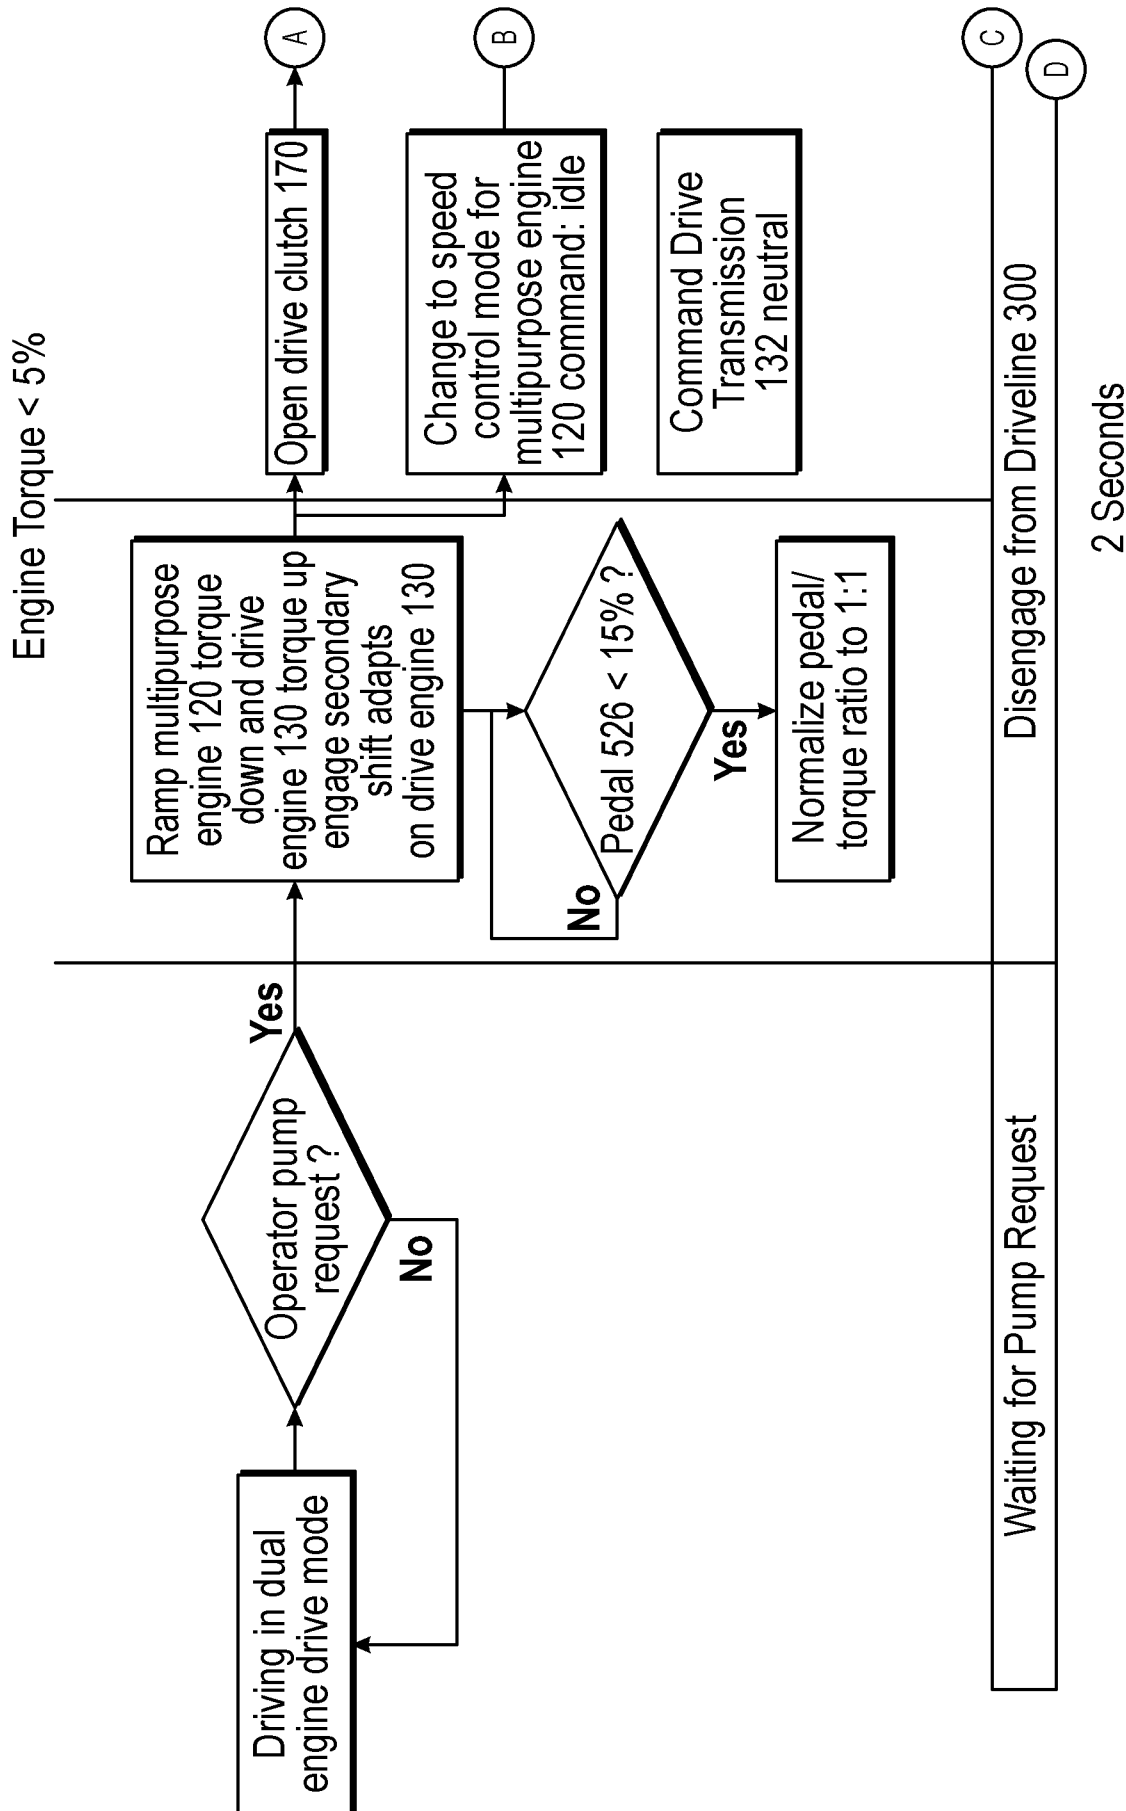 Engine Torque < 5%
Driving in dual
engine drive mode
Operator pump
request ?
Yes
No
Ramp multipurpose
engine 120 torque
down and drive
engine 130 torque up
engage secondary
shift adapts
on drive engine 130
Pedal 526 < 15% ?
No
Yes
Normalize pedal/
torque ratio to 1:1
Open drive clutch 170
A
Change to speed
control mode for
multipurpose engine
120 command: idle
B
Command Drive
Transmission
132 neutral
Waiting for Pump Request
Disengage from Driveline 300
C
D
2 Seconds